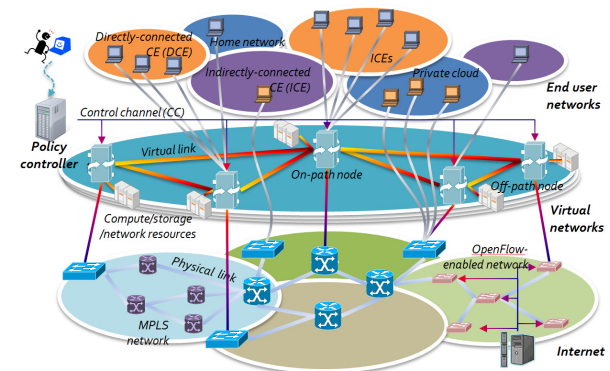 Directly-connected
CE (DCE)
Home network
ICEs
Indirectly-connected
CE (ICE)
Private cloud
End user
networks
Control channel (CC)
Policy
controller
Virtual link
On-path node
Off-path node
Compute/storage
/network resources
Virtual
networks
OpenFlow-
enabled network
Physical link
MPLS
network
Internet